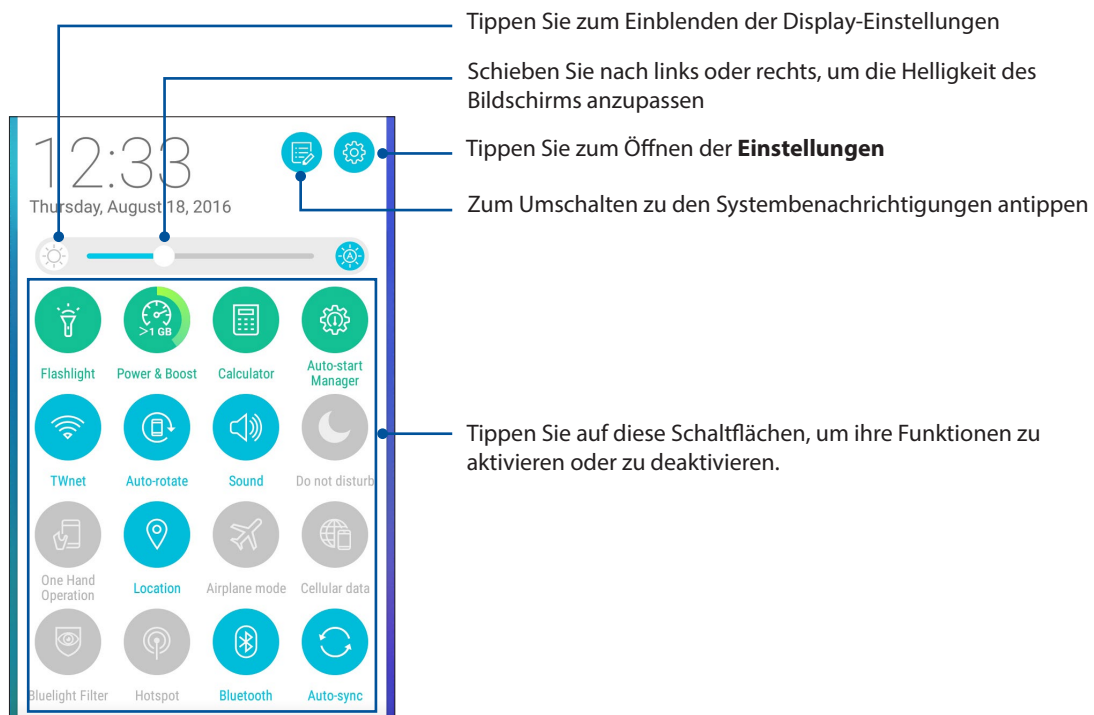 Tippen Sie zum Einblenden der Display-Einstellungen
Schieben Sie nach links oder rechts, um die Helligkeit des
Bildschirms anzupassen
Tippen Sie zum Öffnen der Einstellungen
Zum Umschalten zu den Systembenachrichtigungen antippen
12:33
Thursday, August 18, 2016
A
>1 GB
Flashlight
Power & Boost
Calculator
Auto-start
Manager
TWnet
Auto-rotate
Sound
Do not disturb
Tippen Sie auf diese Schaltflächen, um ihre Funktionen zu
aktivieren oder zu deaktivieren.
One Hand
Operation
Location
Airplane mode
Cellular data
Bluelight Filter
Hotspot
Bluetooth
Auto-sync